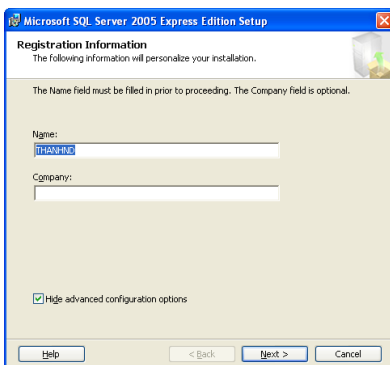 Microsoft SQL Server 2005 Express Edition Setup
Registration Information
The following information will personalize your installation.
The Name field must be filled in prior to proceeding. The Company field is optional.
Name:
THANHND
Company:
Hide advanced configuration options
Help
< Back
Next >
Cancel